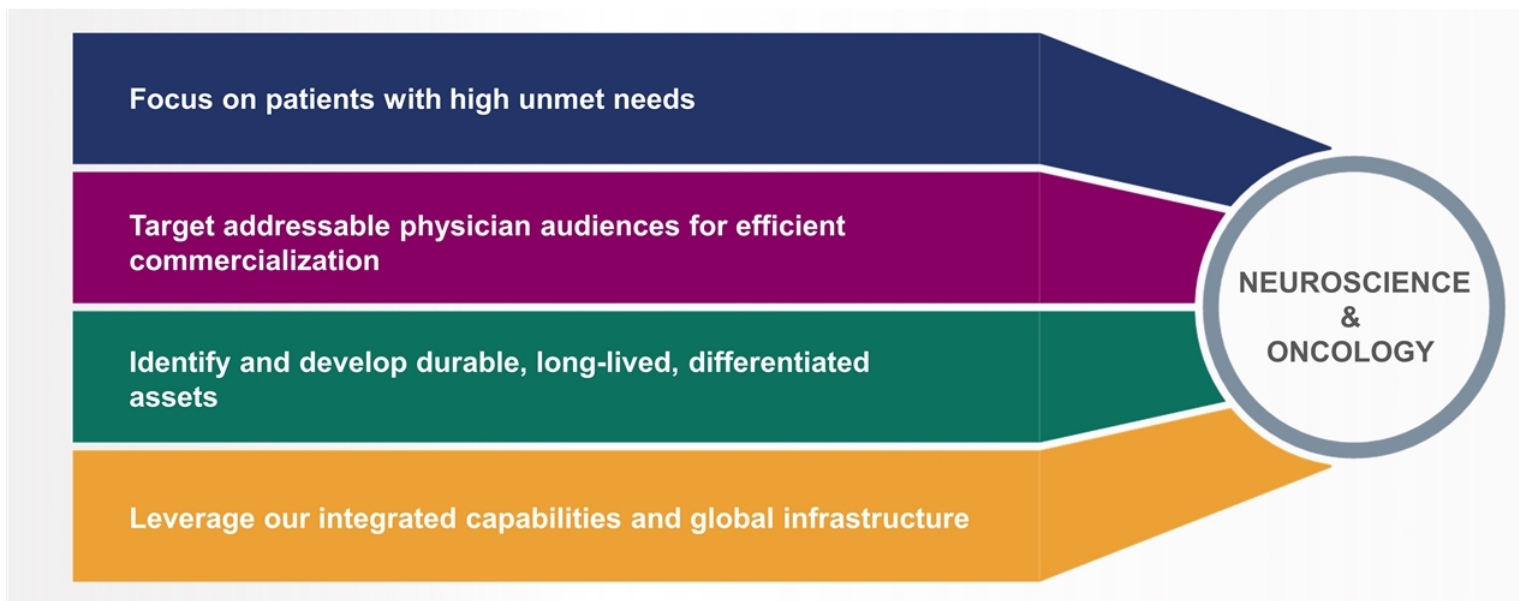 Focus on patients with high unmet needs
Target addressable physician audiences for efficient
commercialization
Identify and develop durable, long-lived, differentiated
assets
Leverage our integrated capabilities and global infrastructure
NEUROSCIENCE
&
ONCOLOGY